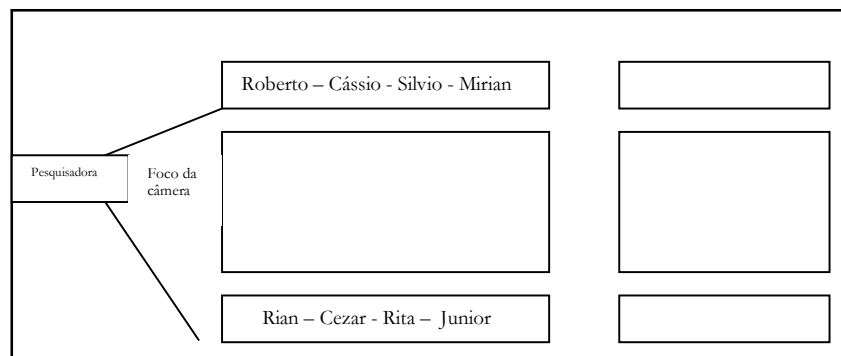 Roberto – Cássio - Silvio - Mirian
Pesquisadora
Foco da
câmera
Rian – Cezar - Rita – Junior